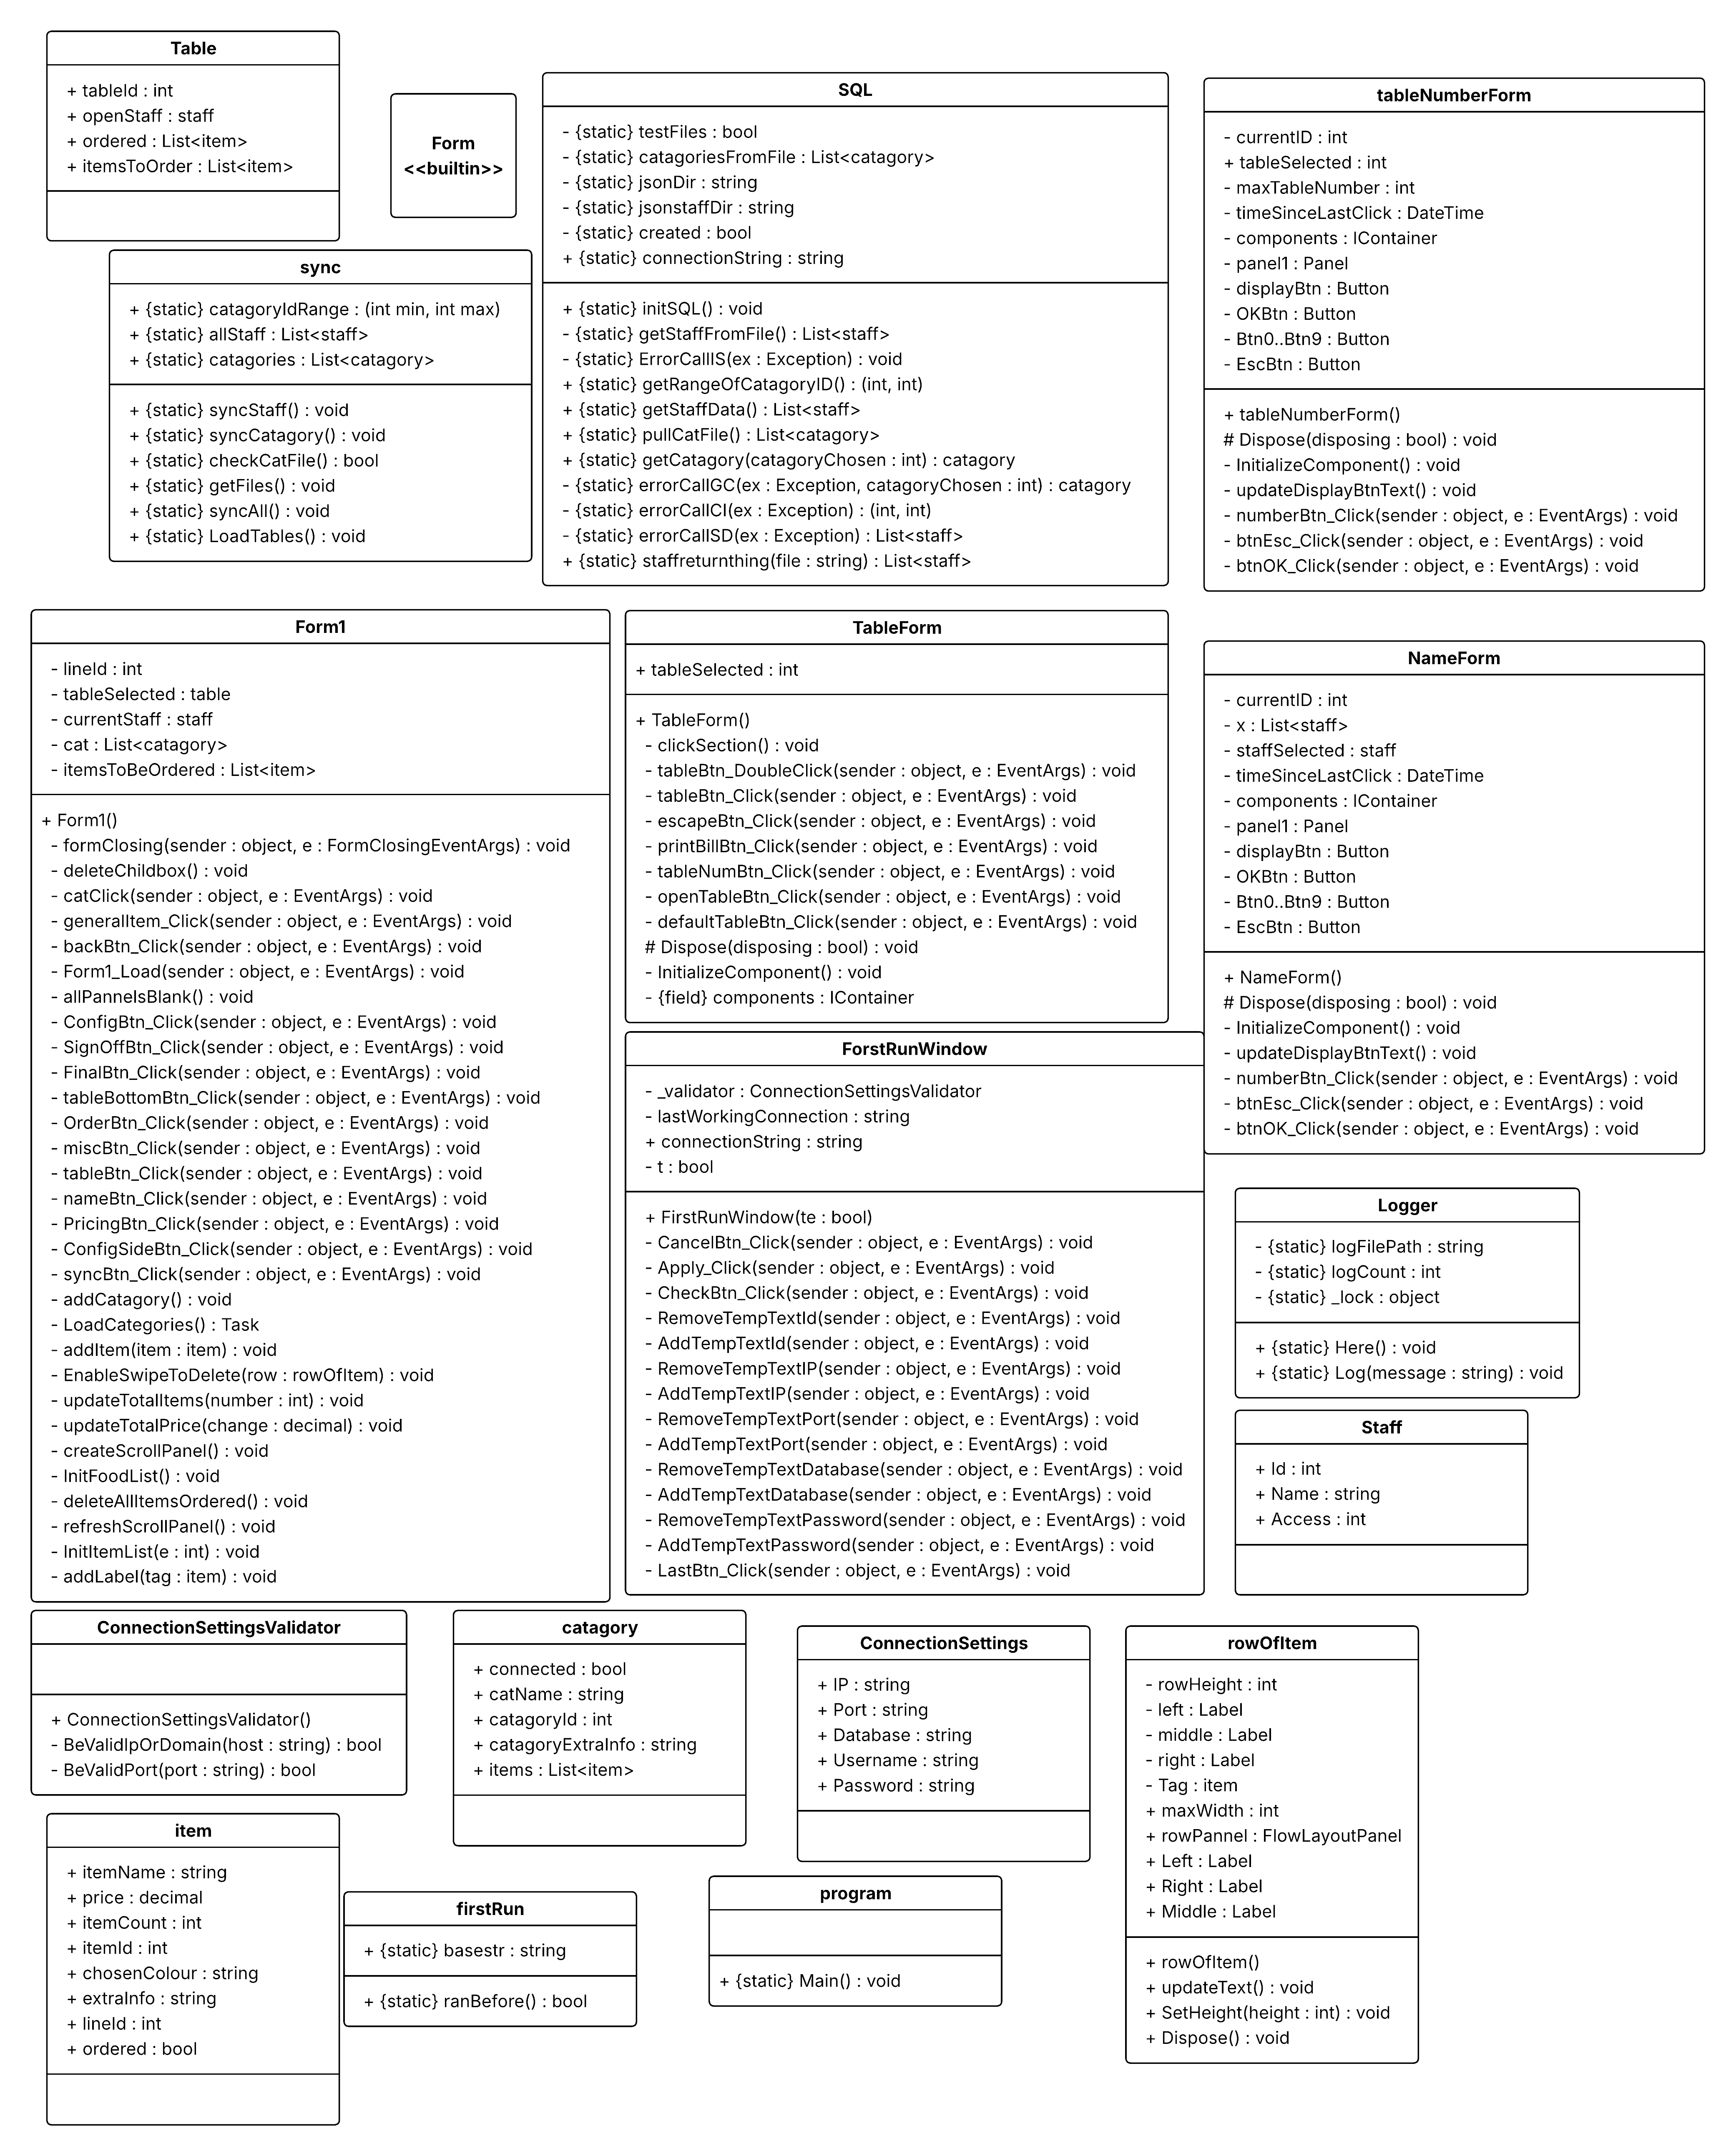 Table
+ tableId : int
+ openStaff : staff
+ ordered : List<item>
+ itemsToOrder : List<item>
Form
<<builtin>>
SQL
- {static} testFiles : bool
- {static} catagoriesFromFile : List<catagory>
- {static} jsonDir : string
- {static} jsonstaffDir : string
- {static} created : bool
+ {static} connectionString : string
+ {static} initSQL() : void
- {static} getStaffFromFile() : List<staff>
- {static} ErrorCallIS(ex : Exception) : void
+ {static} getRangeOfCatagoryID() : (int, int)
+ {static} getStaffData() : List<staff>
+ {static} pullCatFile() : List<catagory>
+ {static} getCatagory(catagoryChosen : int) : catagory
- {static} errorCallGC(ex : Exception, catagoryChosen : int) : catagory
- {static} errorCallCI(ex : Exception) : (int, int)
- {static} errorCallSD(ex : Exception) : List<staff>
+ {static} staffreturnthing(file : string) : List<staff>
tableNumberForm
- currentID : int
+ tableSelected : int
- maxTableNumber : int
- timeSinceLastClick : DateTime
- components : IContainer
- panel1 : Panel
- displayBtn : Button
- OKBtn : Button
- Btn0..Btn9 : Button
- EscBtn : Button
+ tableNumberForm()
# Dispose(disposing : bool) : void
- InitializeComponent() : void
- updateDisplayBtnText() : void
- numberBtn_Click(sender : object, e : EventArgs) : void
- btnEsc_Click(sender : object, e : EventArgs) : void
- btnOK_Click(sender : object, e : EventArgs) : void
sync
+ {static} catagoryIdRange : (int min, int max)
+ {static} allStaff : List<staff>
+ {static} catagories : List<catagory>
+ {static} syncStaff() : void
+ {static} syncCatagory() : void
+ {static} checkCatFile() : bool
+ {static} getFiles() : void
+ {static} syncAll() : void
+ {static} LoadTables() : void
Form1
- lineId : int
- tableSelected : table
- currentStaff : staff
- cat : List<catagory>
- itemsToBeOrdered : List<item>
+ Form1()
- formClosing(sender : object, e : FormClosingEventArgs) : void
- deleteChildbox() : void
- catClick(sender : object, e : EventArgs) : void
- generalItem_Click(sender : object, e : EventArgs) : void
- backBtn_Click(sender : object, e : EventArgs) : void
- Form1_Load(sender : object, e : EventArgs) : void
- allPannelsBlank() : void
- ConfigBtn_Click(sender : object, e : EventArgs) : void
- SignOffBtn_Click(sender : object, e : EventArgs) : void
- FinalBtn_Click(sender : object, e : EventArgs) : void
- tableBottomBtn_Click(sender : object, e : EventArgs) : void
- OrderBtn_Click(sender : object, e : EventArgs) : void
- miscBtn_Click(sender : object, e : EventArgs) : void
- tableBtn_Click(sender : object, e : EventArgs) : void
- nameBtn_Click(sender : object, e : EventArgs) : void
- PricingBtn_Click(sender : object, e : EventArgs) : void
- ConfigSideBtn_Click(sender : object, e : EventArgs) : void
- syncBtn_Click(sender : object, e : EventArgs) : void
- addCatagory() : void
- LoadCategories() : Task
- addItem(item : item) : void
- EnableSwipeToDelete(row : rowOfItem) : void
- updateTotalItems(number : int) : void
- updateTotalPrice(change : decimal) : void
- createScrollPanel() : void
- InitFoodList() : void
- deleteAllItemsOrdered() : void
- refreshScrollPanel() : void
- InitItemList(e : int) : void
- addLabel(tag : item) : void
TableForm
+ tableSelected : int
+ TableForm()
- clickSection() : void
- tableBtn_DoubleClick(sender : object, e : EventArgs) : void
- tableBtn_Click(sender : object, e : EventArgs) : void
- escapeBtn_Click(sender : object, e : EventArgs) : void
- printBillBtn_Click(sender : object, e : EventArgs) : void
- tableNumBtn_Click(sender : object, e : EventArgs) : void
- openTableBtn_Click(sender : object, e : EventArgs) : void
- defaultTableBtn_Click(sender : object, e : EventArgs) : void
# Dispose(disposing : bool) : void
- InitializeComponent() : void
- {field} components : IContainer
NameForm
- currentID : int
- x : List<staff>
- staffSelected : staff
- timeSinceLastClick : DateTime
- components : IContainer
- panel1 : Panel
- displayBtn : Button
- OKBtn : Button
- Btn0..Btn9 : Button
- EscBtn : Button
+ NameForm()
# Dispose(disposing : bool) : void
- InitializeComponent() : void
- updateDisplayBtnText() : void
- numberBtn_Click(sender : object, e : EventArgs) : void
- btnEsc_Click(sender : object, e : EventArgs) : void
- btnOK_Click(sender : object, e : EventArgs) : void
ForstRunWindow
- _validator : ConnectionSettingsValidator
- lastWorkingConnection : string
+ connectionString : string
- t : bool
+ FirstRunWindow(te : bool)
- CancelBtn_Click(sender : object, e : EventArgs) : void
- Apply_Click(sender : object, e : EventArgs) : void
- CheckBtn_Click(sender : object, e : EventArgs) : void
- RemoveTempTextId(sender : object, e : EventArgs) : void
- AddTempTextId(sender : object, e : EventArgs) : void
- RemoveTempTextIP(sender : object, e : EventArgs) : void
- AddTempTextIP(sender : object, e : EventArgs) : void
- RemoveTempTextPort(sender : object, e : EventArgs) : void
- AddTempTextPort(sender : object, e : EventArgs) : void
- RemoveTempTextDatabase(sender : object, e : EventArgs) : void
- AddTempTextDatabase(sender : object, e : EventArgs) : void
- RemoveTempTextPassword(sender : object, e : EventArgs) : void
- AddTempTextPassword(sender : object, e : EventArgs) : void
- LastBtn_Click(sender : object, e : EventArgs) : void
Logger
- {static} logFilePath : string
- {static} logCount : int
- {static} _lock : object
+ {static} Here() : void
+ {static} Log(message : string) : void
Staff
+ Id : int
+ Name : string
+ Access : int
ConnectionSettingsValidator
+ ConnectionSettingsValidator()
- BeValidIpOrDomain(host : string) : bool
- BeValidPort(port : string) : bool
catagory
+ connected : bool
+ catName : string
+ catagoryId : int
+ catagoryExtraInfo : string
+ items : List<item>
ConnectionSettings
+ IP : string
+ Port : string
+ Database : string
+ Username : string
+ Password : string
rowOfItem
- rowHeight : int
- left : Label
- middle : Label
- right : Label
- Tag : item
+ maxWidth : int
+ rowPannel : FlowLayoutPanel
+ Left : Label
+ Right : Label
+ Middle : Label
+ rowOfItem()
+ updateText() : void
+ SetHeight(height : int) : void
+ Dispose() : void
item
+ itemName : string
+ price : decimal
+ itemCount : int
+ itemId : int
+ chosenColour : string
+ extraInfo : string
+ lineId : int
+ ordered : bool
firstRun
+ {static} basestr : string
+ {static} ranBefore() : bool
program
+ {static} Main() : void